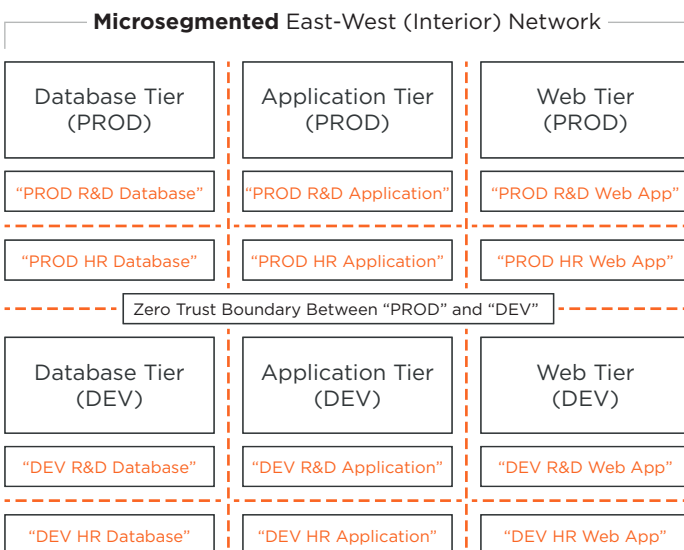 Microsegmented East-West (Interior) Network
Database Tier
(PROD)
Application Tier
(PROD)
Web Tier
(PROD)
“PROD R&D Database”
“PROD R&D Application”
“PROD R&D Web App”
“PROD HR Database”
“PROD HR Application”
“PROD HR Web App”
Zero Trust Boundary Between “PROD” and “DEV”
Database Tier
(DEV)
Application Tier
(DEV)
Web Tier
(DEV)
“DEV R&D Database”
“DEV R&D Application”
“DEV R&D Web App”
“DEV HR Database”
“DEV HR Application”
“DEV HR Web App”